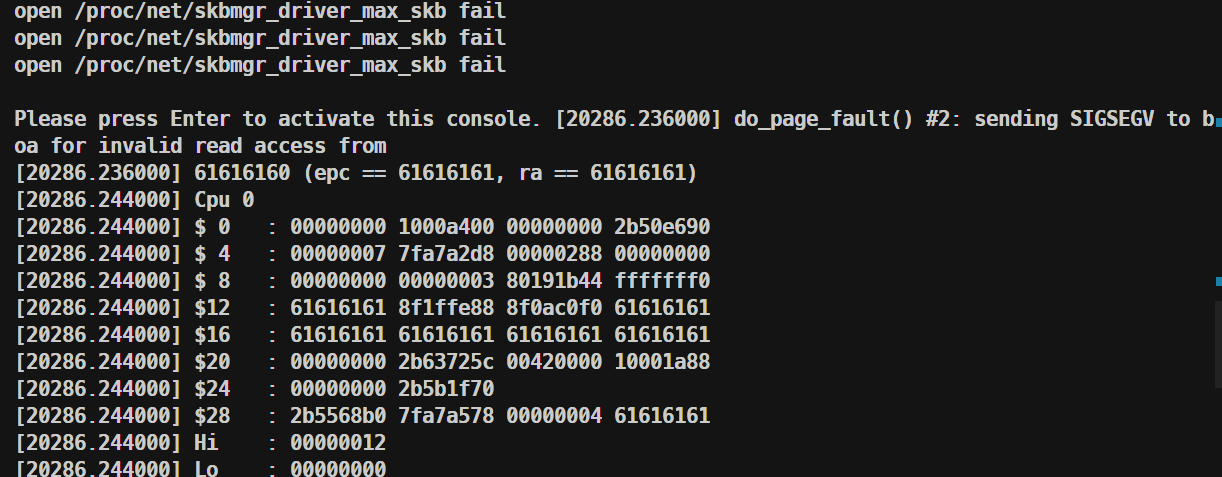 open /proc/net/skbmgr_driver_max_skb fail
open /proc/net/skbmgr_driver_max_skb fail
open /proc/net/skbmgr_driver_max_skb fail
Please press Enter to activate this console. [20286.236000] do_page_fault() #2: sending SIGSEGV to b
oa for invalid read access from
[20286.236000] 61616160 (epc == 61616161, ra == 61616161)
[20286.244000] Cpu 0
[20286.244000] $ 0   : 00000000 1000a400 00000000 2b50e690
[20286.244000] $ 4   : 00000007 7fa7a2d8 00000288 00000000
[20286.244000] $ 8   : 00000000 00000003 80191b44 fffffff0
[20286.244000] $12   : 61616161 8f1ffe88 8f0ac0f0 61616161
[20286.244000] $16   : 61616161 61616161 61616161 61616161
[20286.244000] $20   : 00000000 2b63725c 00420000 10001a88
[20286.244000] $24   : 00000000 2b5b1f70
[20286.244000] $28   : 2b5568b0 7fa7a578 00000004 61616161
[20286.244000] Hi    : 00000012
[20286.244000] Lo    : 00000000